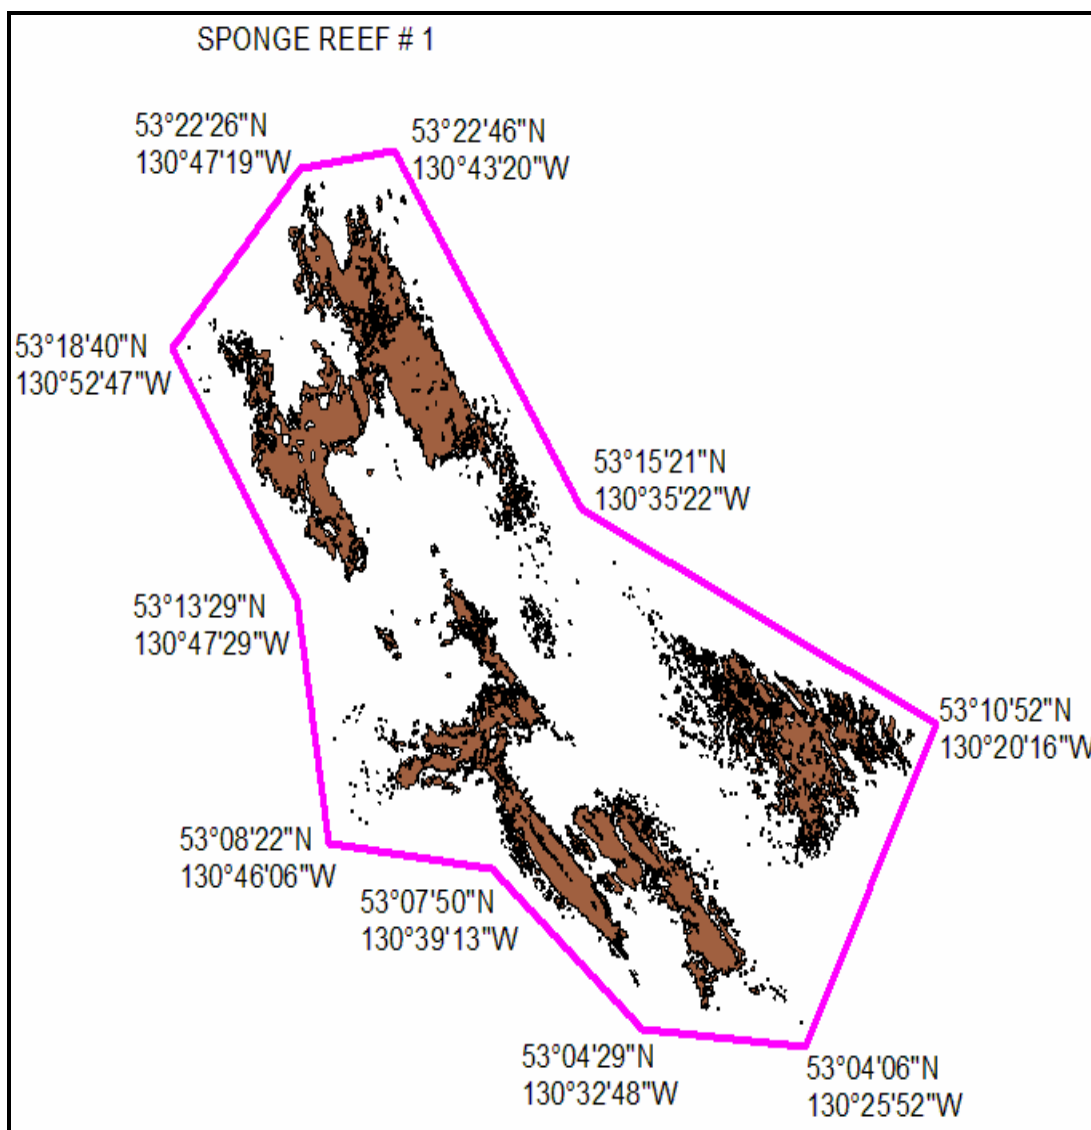 SPONGE REEF # 1
53°22'26"N
130°47'19"W
53°22'46"N
130°43'20"W
53°18'40"N
130°52'47"W
53°15'21"N
130°35'22"W
53°13'29"N
130°47'29"W
53°10'52"N
130°20'16"W
53°08'22"N
130°46'06"W
53°07'50"N
130°39'13"W
53°04'29"N
130°32'48"W
53°04'06"N
130°25'52"W